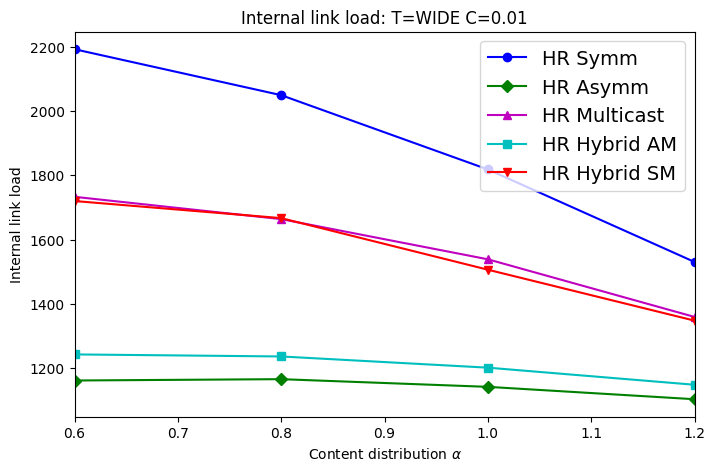 Internal link load: T=WIDE C=0.01
Internal link load
2200
2000
1800
1600
1400
1200
HR Symm
HR Asymm
HR Multicast
HR Hybrid AM
HR Hybrid SM
0.6 0.7 0.8 0.9 1.0 1.1 1.2
Content distribution α